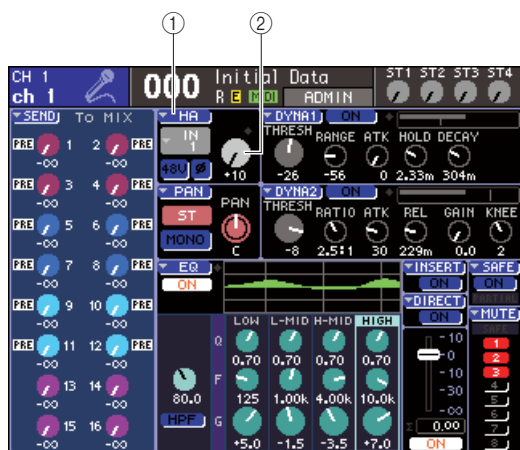 1 2
CH 1
ch 1
000
Initial Data
R E MIDI ADMIN
ST1 ST2 ST3 ST4
SEND To MIX
PRE 1 2 PRE
-∞ -∞
PRE 3 4 PRE
-∞ -∞
PRE 5 6 PRE
-∞ -∞
PRE 7 8 PRE
-∞ -∞
PRE 9 10 PRE
-∞ -∞
PRE 11 12 PRE
-∞ -∞
13 14
-∞ -∞
15 16
-∞ -∞
HA
IN
1
48V Ø
+10
DYNA1 ON
THRESH RANGE ATK HOLD DECAY
-26 -56 0 2.33m 304m
PAN
ST
MONO
PAN
C
DYNA2 ON
THRESH RATIO ATK REL GAIN KNEE
-8 2.5:1 30 229m 0.0 2
EQ
ON
LOW L-MID H-MID HIGH
Q 0.70 0.70 0.70 0.70
80.0
F 125 1.00k 4.00k 10.0k
HPF
G +5.0 -1.5 -3.5 +7.0
INSERT
ON
DIRECT
ON
-10
-0
-10
-30
-∞
Σ 0.00
ON
SAFE
ON
PARTIAL
MUTE
SAFE
1
2
3
4
5
6
7
8